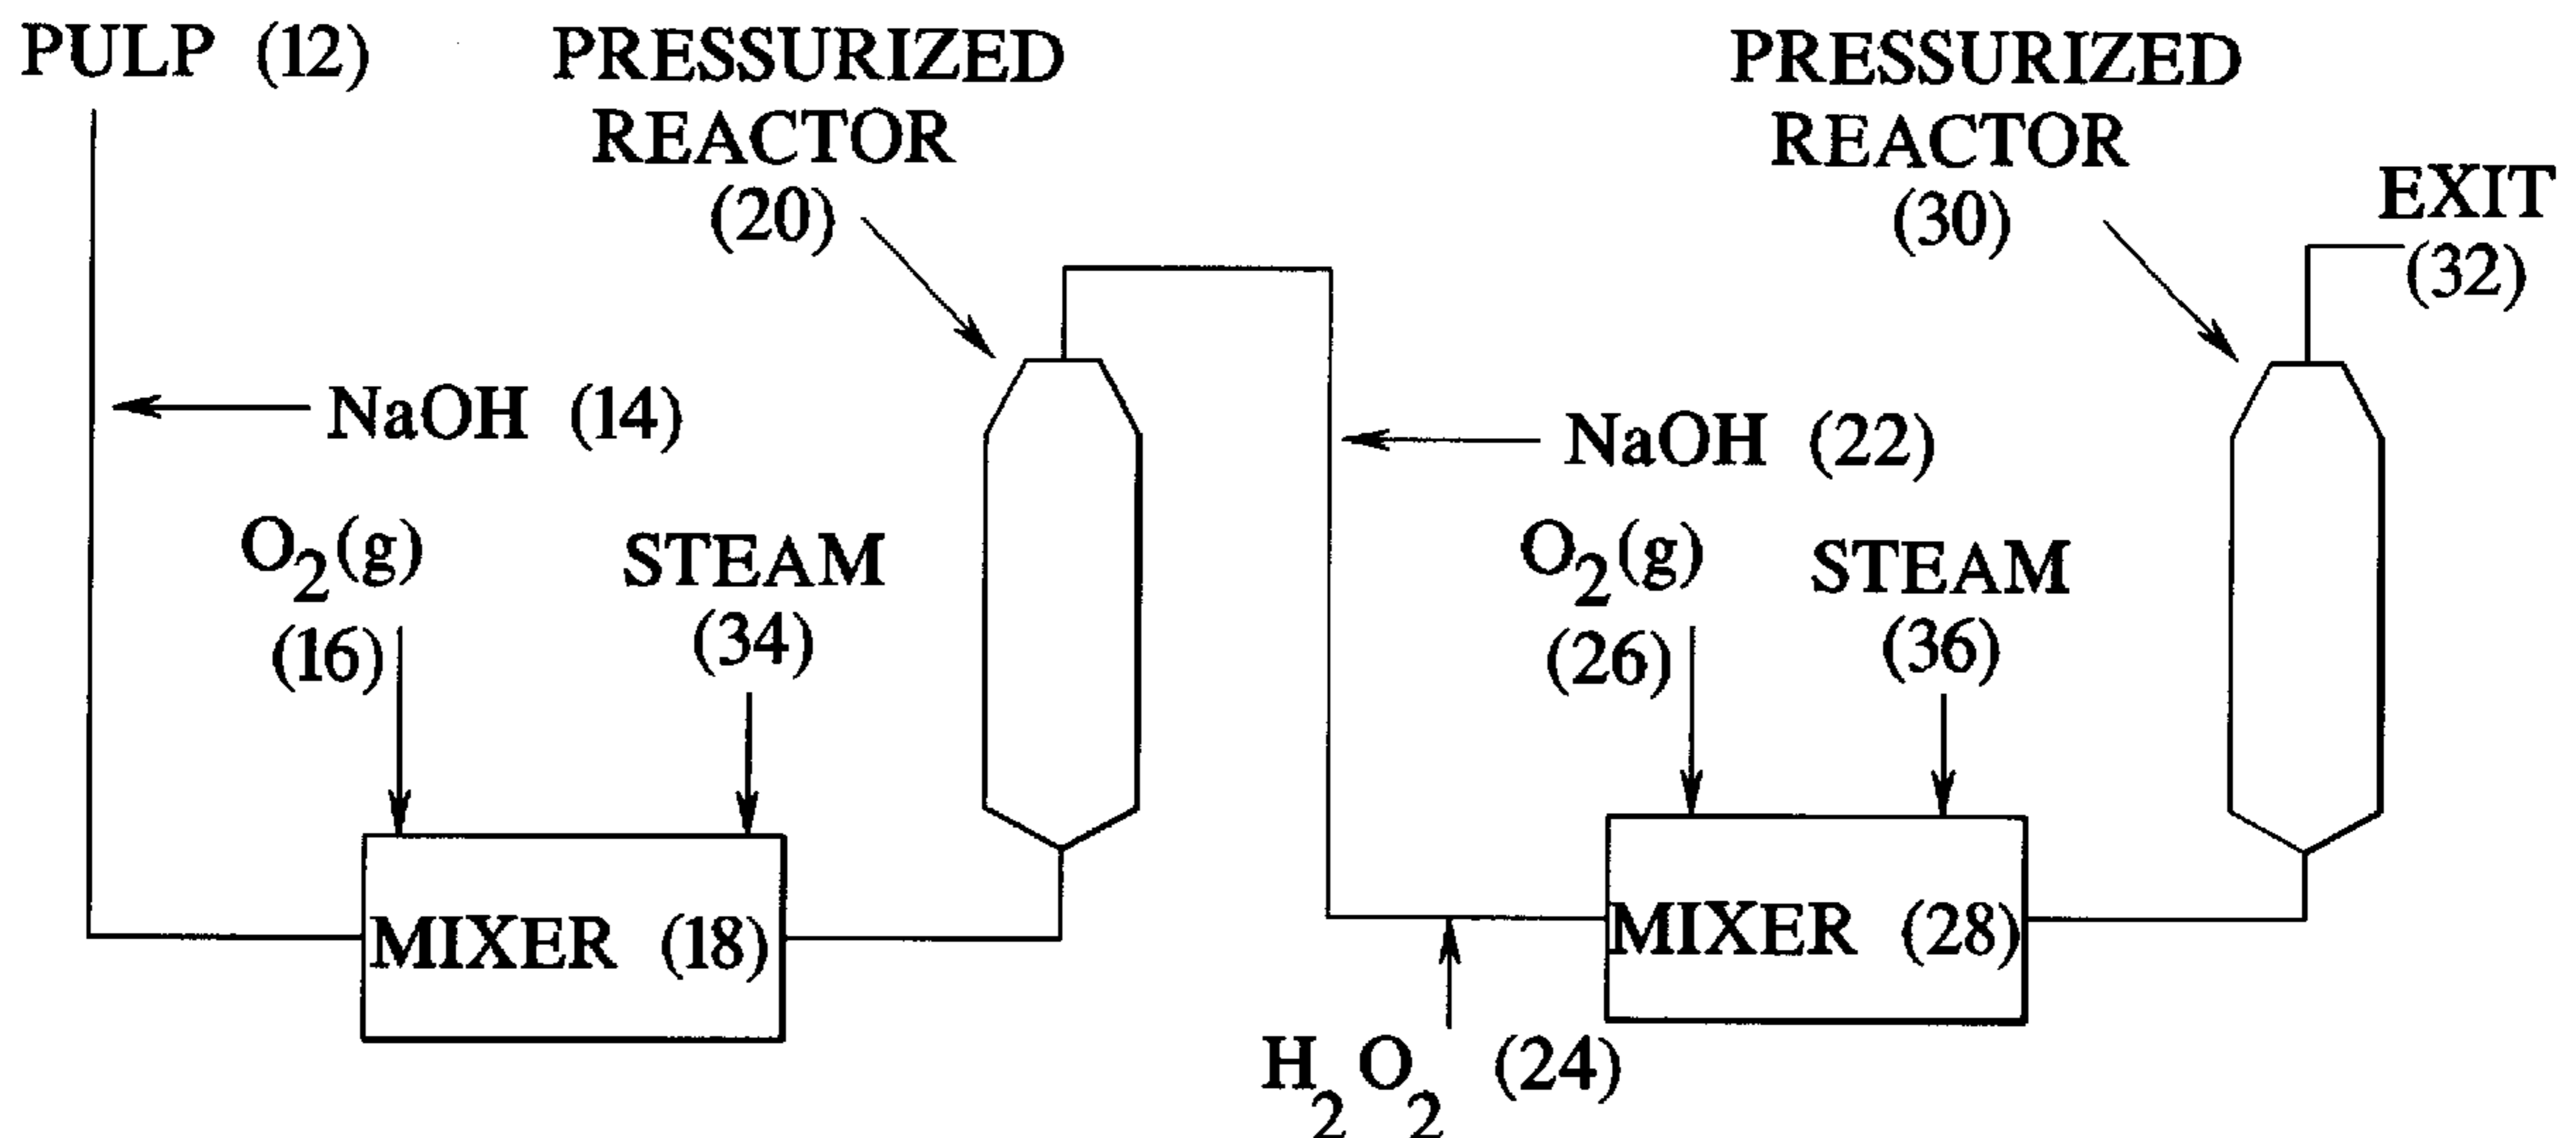 PULP (12)
PRESSURIZED
REACTOR
(20)
PRESSURIZED
REACTOR
(30)
EXIT
(32)
NaOH (14)
NaOH (22)
O2(g)
(16)
STEAM
(34)
O2(g)
(26)
STEAM
(36)
MIXER (18)
MIXER (28)
H2O2 (24)